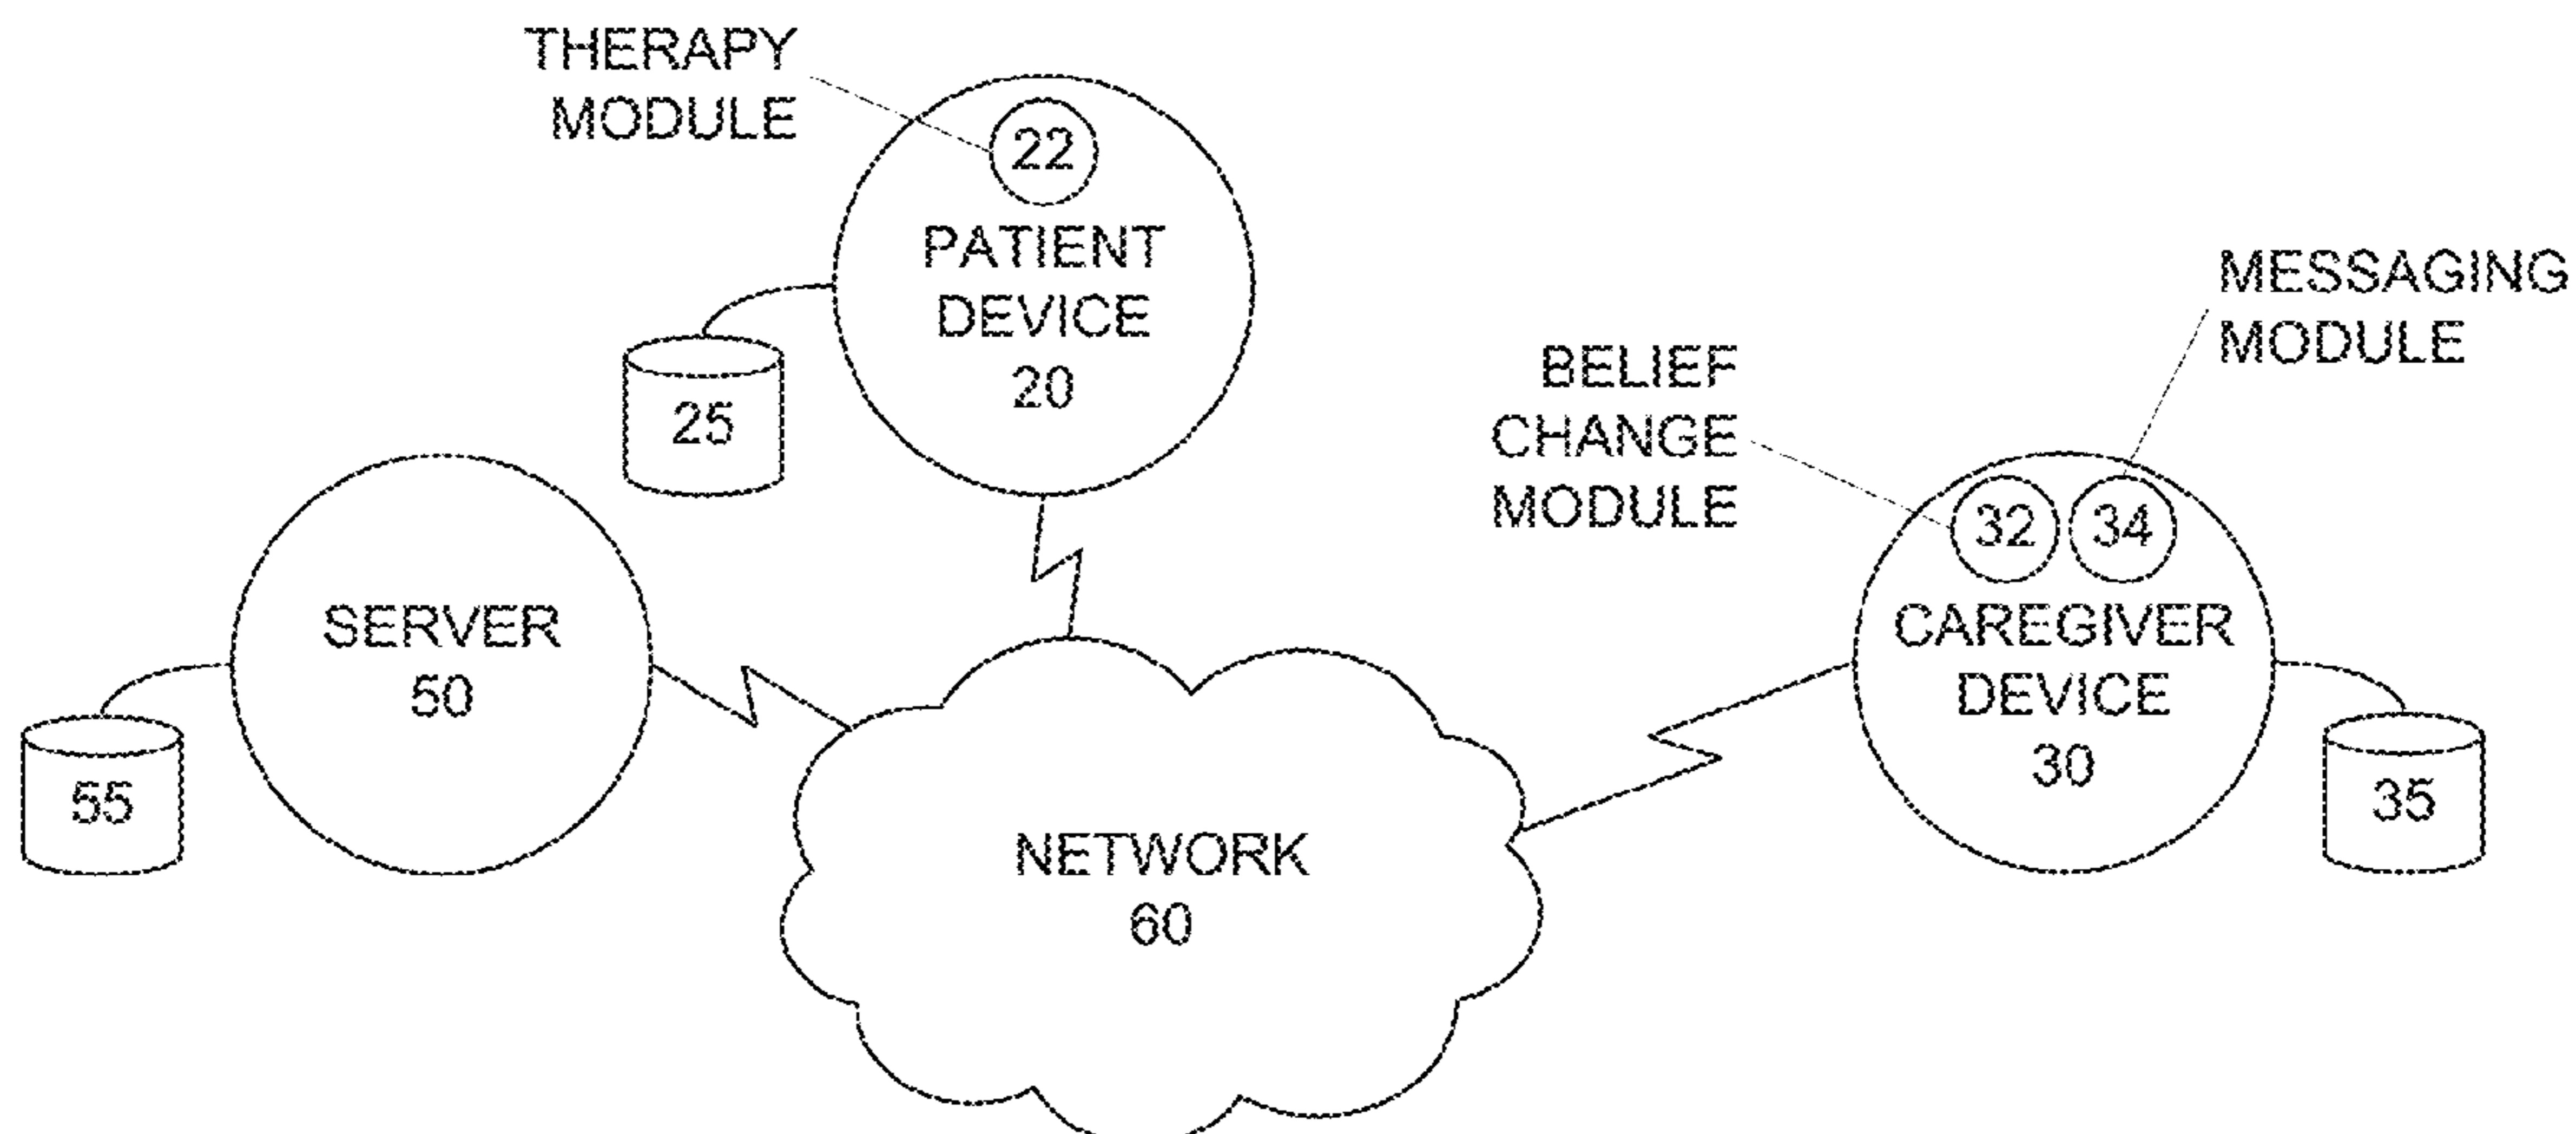 THERAPY
MODULE
22
PATIENT
DEVICE
20
25
MESSAGING
MODULE
BELIEF
CHANGE
MODULE
32
34
CAREGIVER
DEVICE
30
35
SERVER
50
55
NETWORK
60